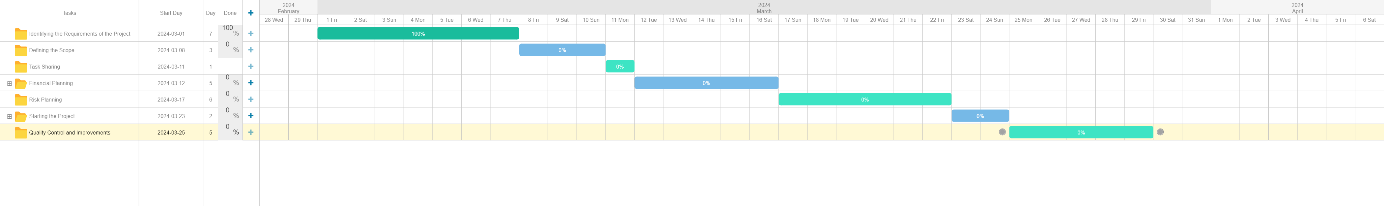 2024 2024 2024
February March April
Tasks Start Day Day Done +
28 Wed 29 Thu 1 Fri 2 Sat 3 Sun 4 Mon 5 Tue 6 Wed 7 Thu 8 Fri 9 Sat 10 Sun 11 Mon 12 Tue 13 Wed 14 Thu 15 Fri 16 Sat 17 Sun 18 Mon 19 Tue 20 Wed 21 Thu 22 Fri 23 Sat 24 Sun 25 Mon 26 Tue 27 Wed 28 Thu 29 Fri 30 Sat 31 Sun 1 Mon 2 Tue 3 Wed 4 Thu 5 Fri 6 Sat
Identifying the Requirements of the Project 2024-03-01 7 100 % + 100%
Defining the Scope 2024-03-08 3 0 % + 0%
Task Sharing 2024-03-11 1 + 0%
Financial Planning 2024-03-12 5 0 % + 0%
Risk Planning 2024-03-17 6 0 % + 0%
Starting the Project 2024-03-23 2 0 % + 0%
Quality Control and Improvements 2024-03-25 5 0 % + 0%